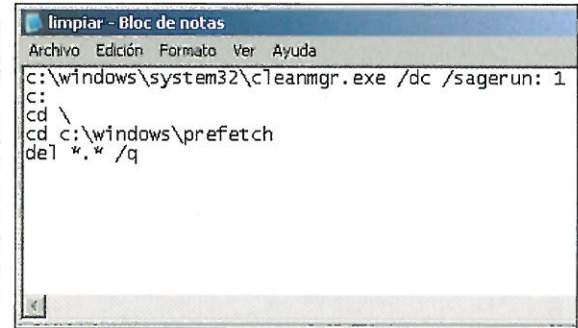 limpiar - Bloc de notas
Archivo Edición Formato Ver Ayuda
c:\windows\system32\cleanmgr.exe /dc /sagerun: 1
c:
cd \
cd c:\windows\prefetch
del *.* /q